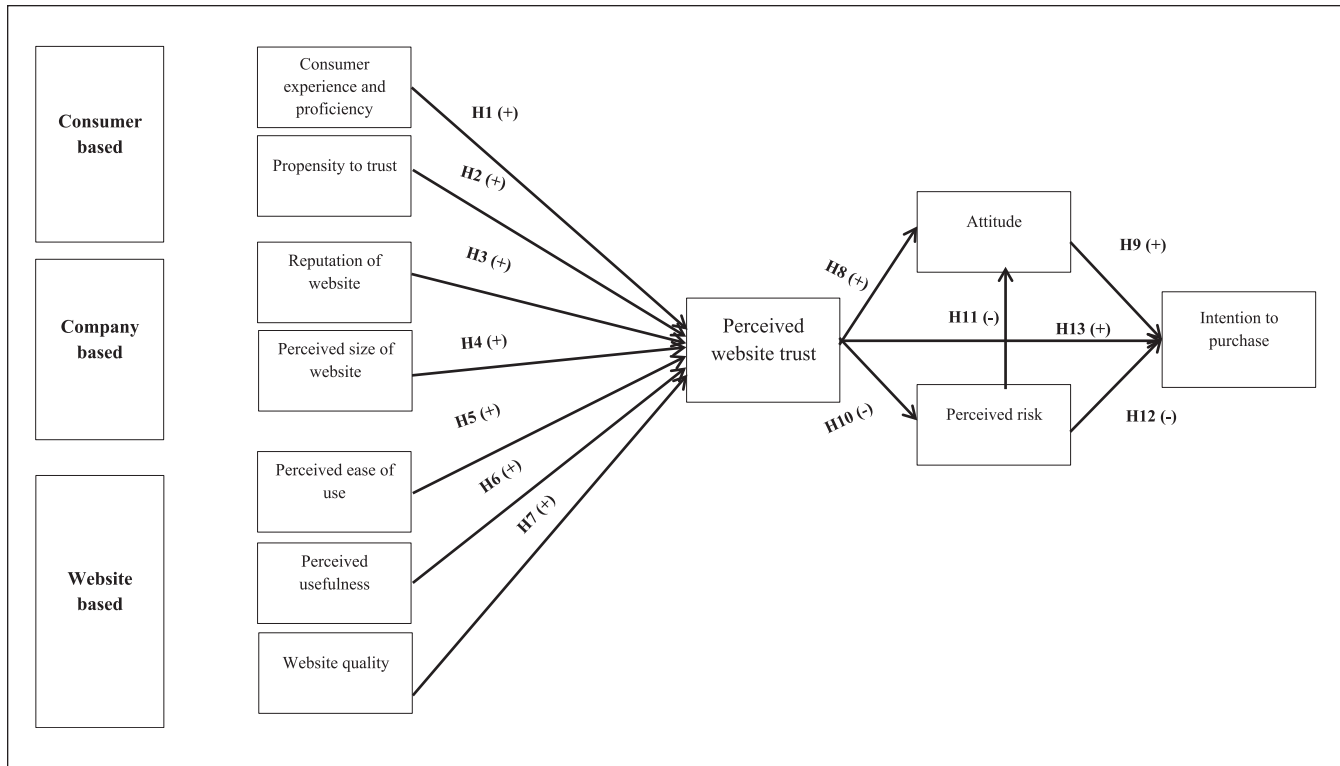 Consumer
based
Company
based
Website
based
Consumer
experience and
proficiency
Propensity to trust
Reputation of
website
Perceived size of
website
Perceived ease of
use
Perceived
usefulness
Website quality
H1 (+)
H2 (+)
H3 (+)
H4 (+)
H5 (+)
H6 (+)
H7 (+)
Perceived
website trust
H8 (+)
H10 (-)
Attitude
H11 (-)
H13 (+)
Perceived risk
H9 (+)
H12 (-)
Intention to
purchase